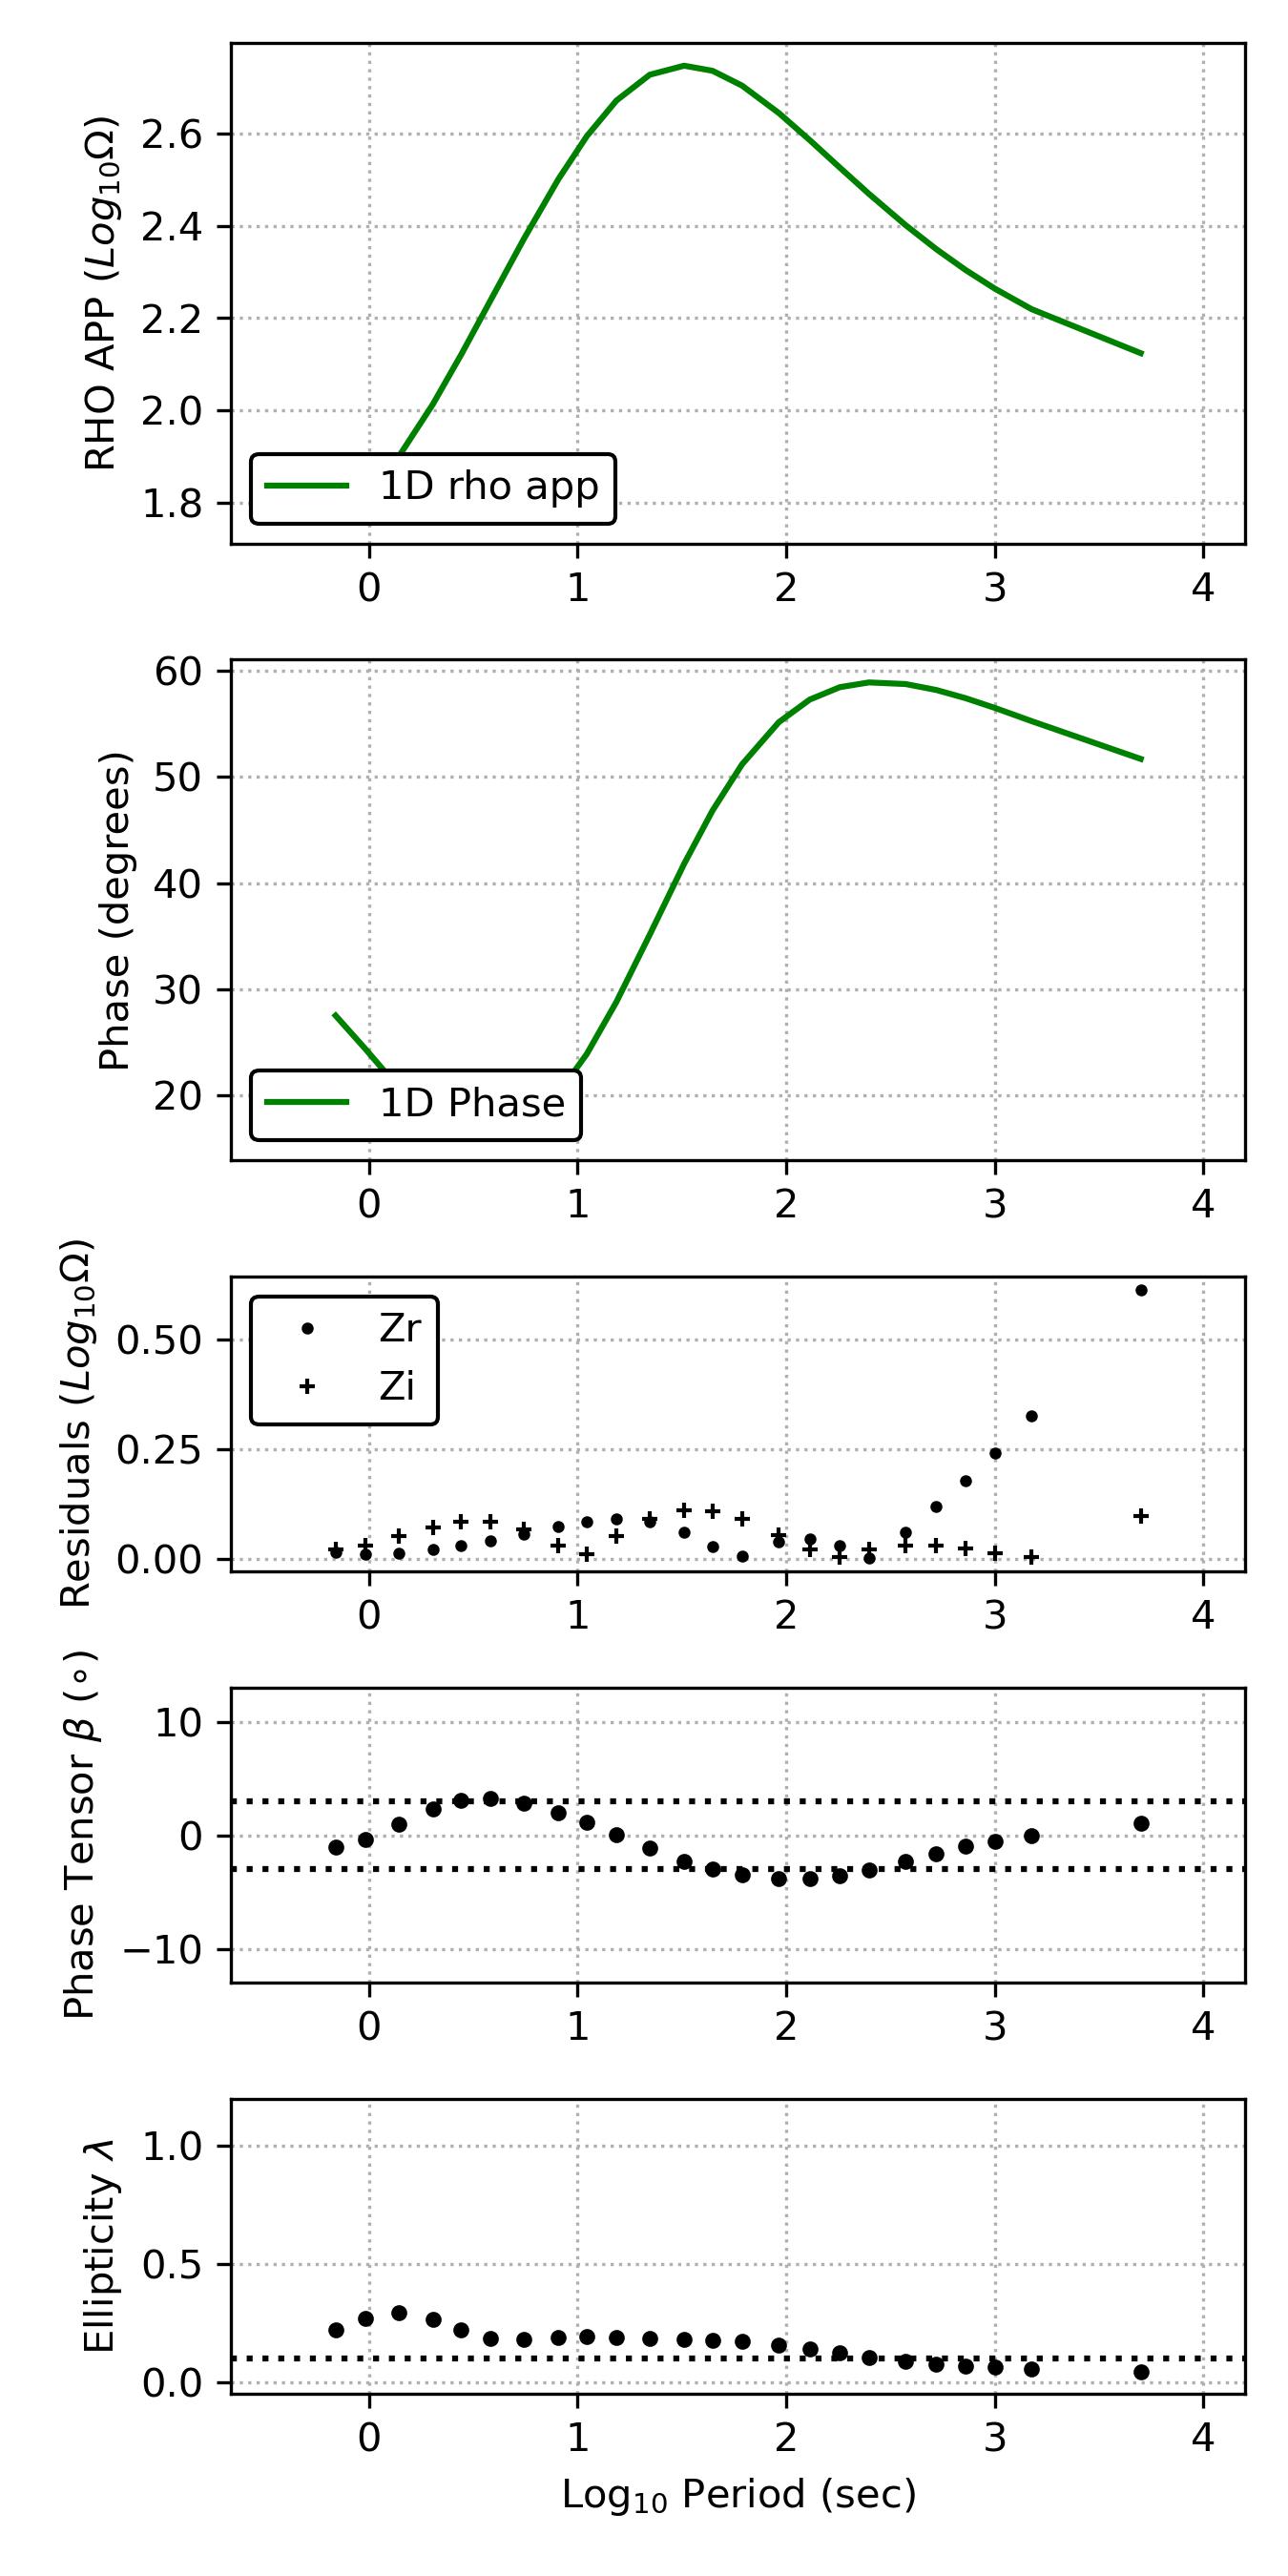 RHO APP (Log₁₀Ω)
2.6
2.4
2.2
2.0
1.8
1D rho app
0 1 2 3 4
Phase (degrees)
60
50
40
30
20
1D Phase
0 1 2 3 4
Residuals (Log₁₀Ω)
0.50
0.25
0.00
Zr
Zi
0 1 2 3 4
Phase Tensor β (∘)
10
0
−10
0 1 2 3 4
Ellipticity λ
1.0
0.5
0.0
0 1 2 3 4
Log₁₀ Period (sec)